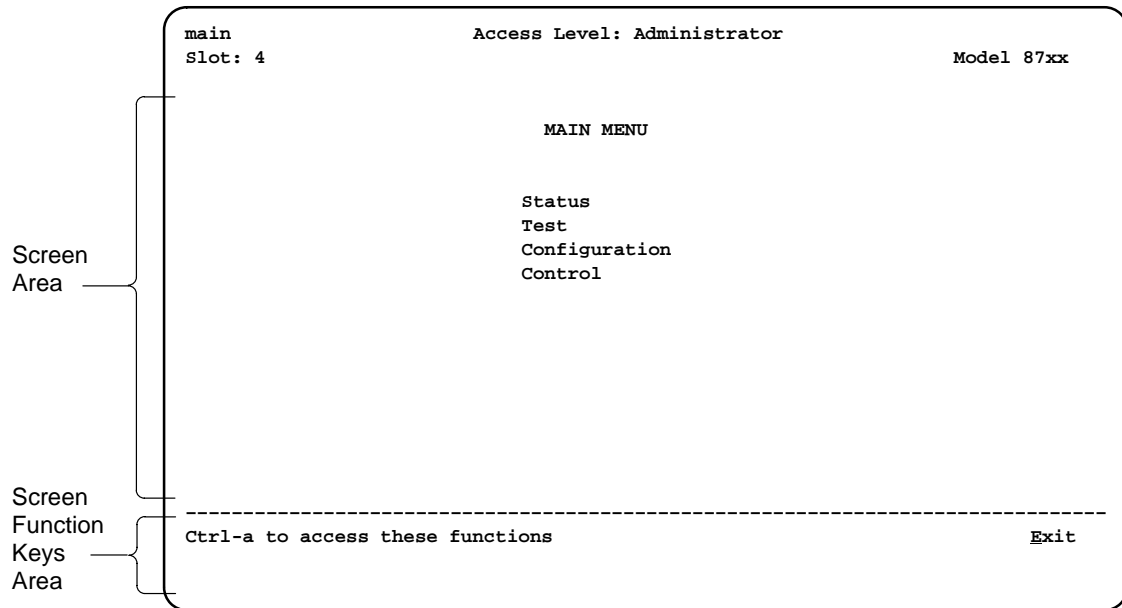 main Access Level: Administrator
Slot: 4 Model 87xx
MAIN MENU
Status
Test
Configuration
Control
Screen
Area
Screen
Function
Keys
Area
Ctrl-a to access these functions Exit